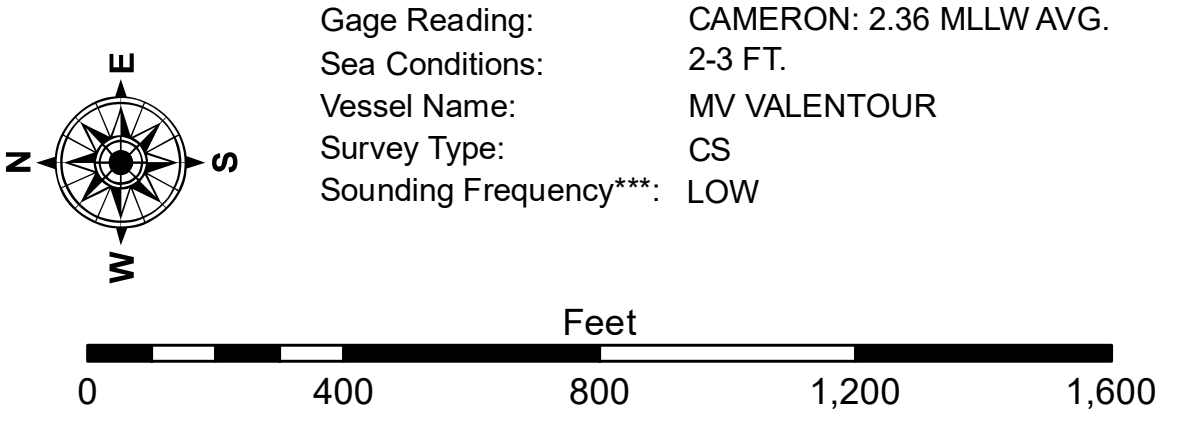 Gage Reading: CAMERON: 2.36 MLLW AVG.
Sea Conditions: 2-3 FT.
Vessel Name: MV VALENTOUR
Survey Type: CS
Sounding Frequency***: LOW
E
N S
W
Feet
0 400 800 1,200 1,600